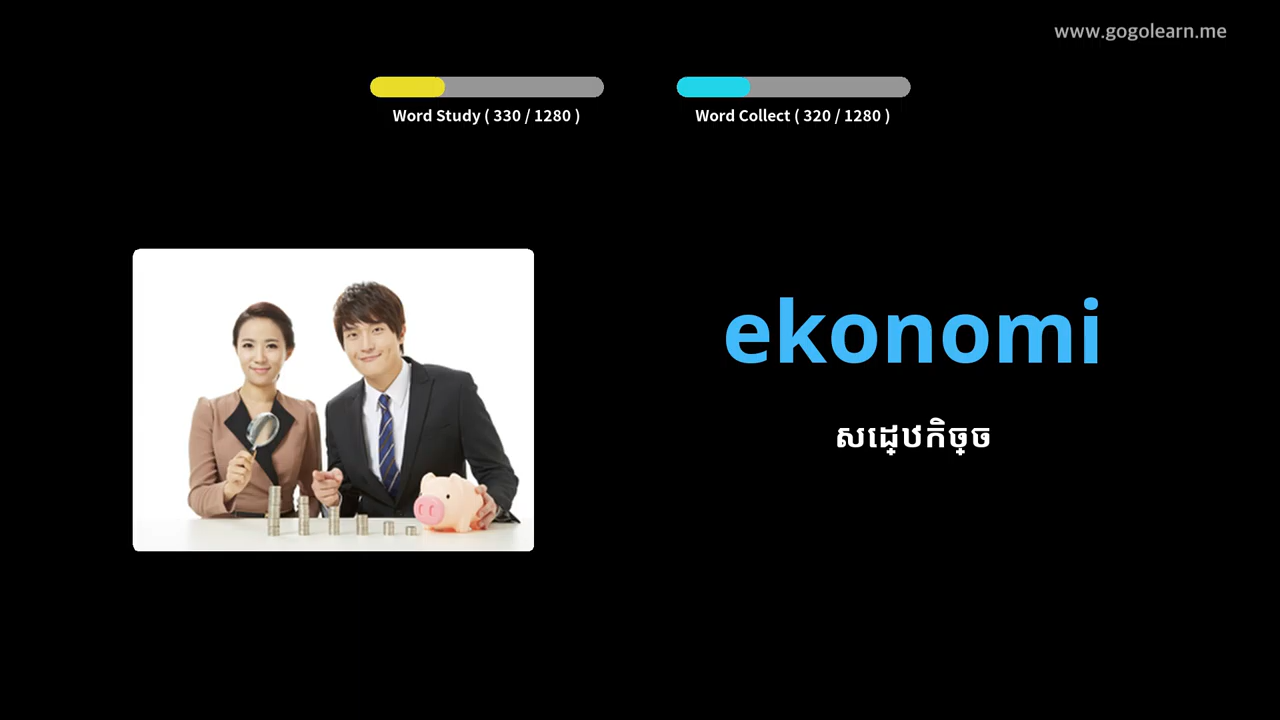 www.gogolearn.me
Word Study ( 330 / 1280 )
Word Collect ( 320 / 1280 )
ekonomi
សដេ្ឋកិច្ច